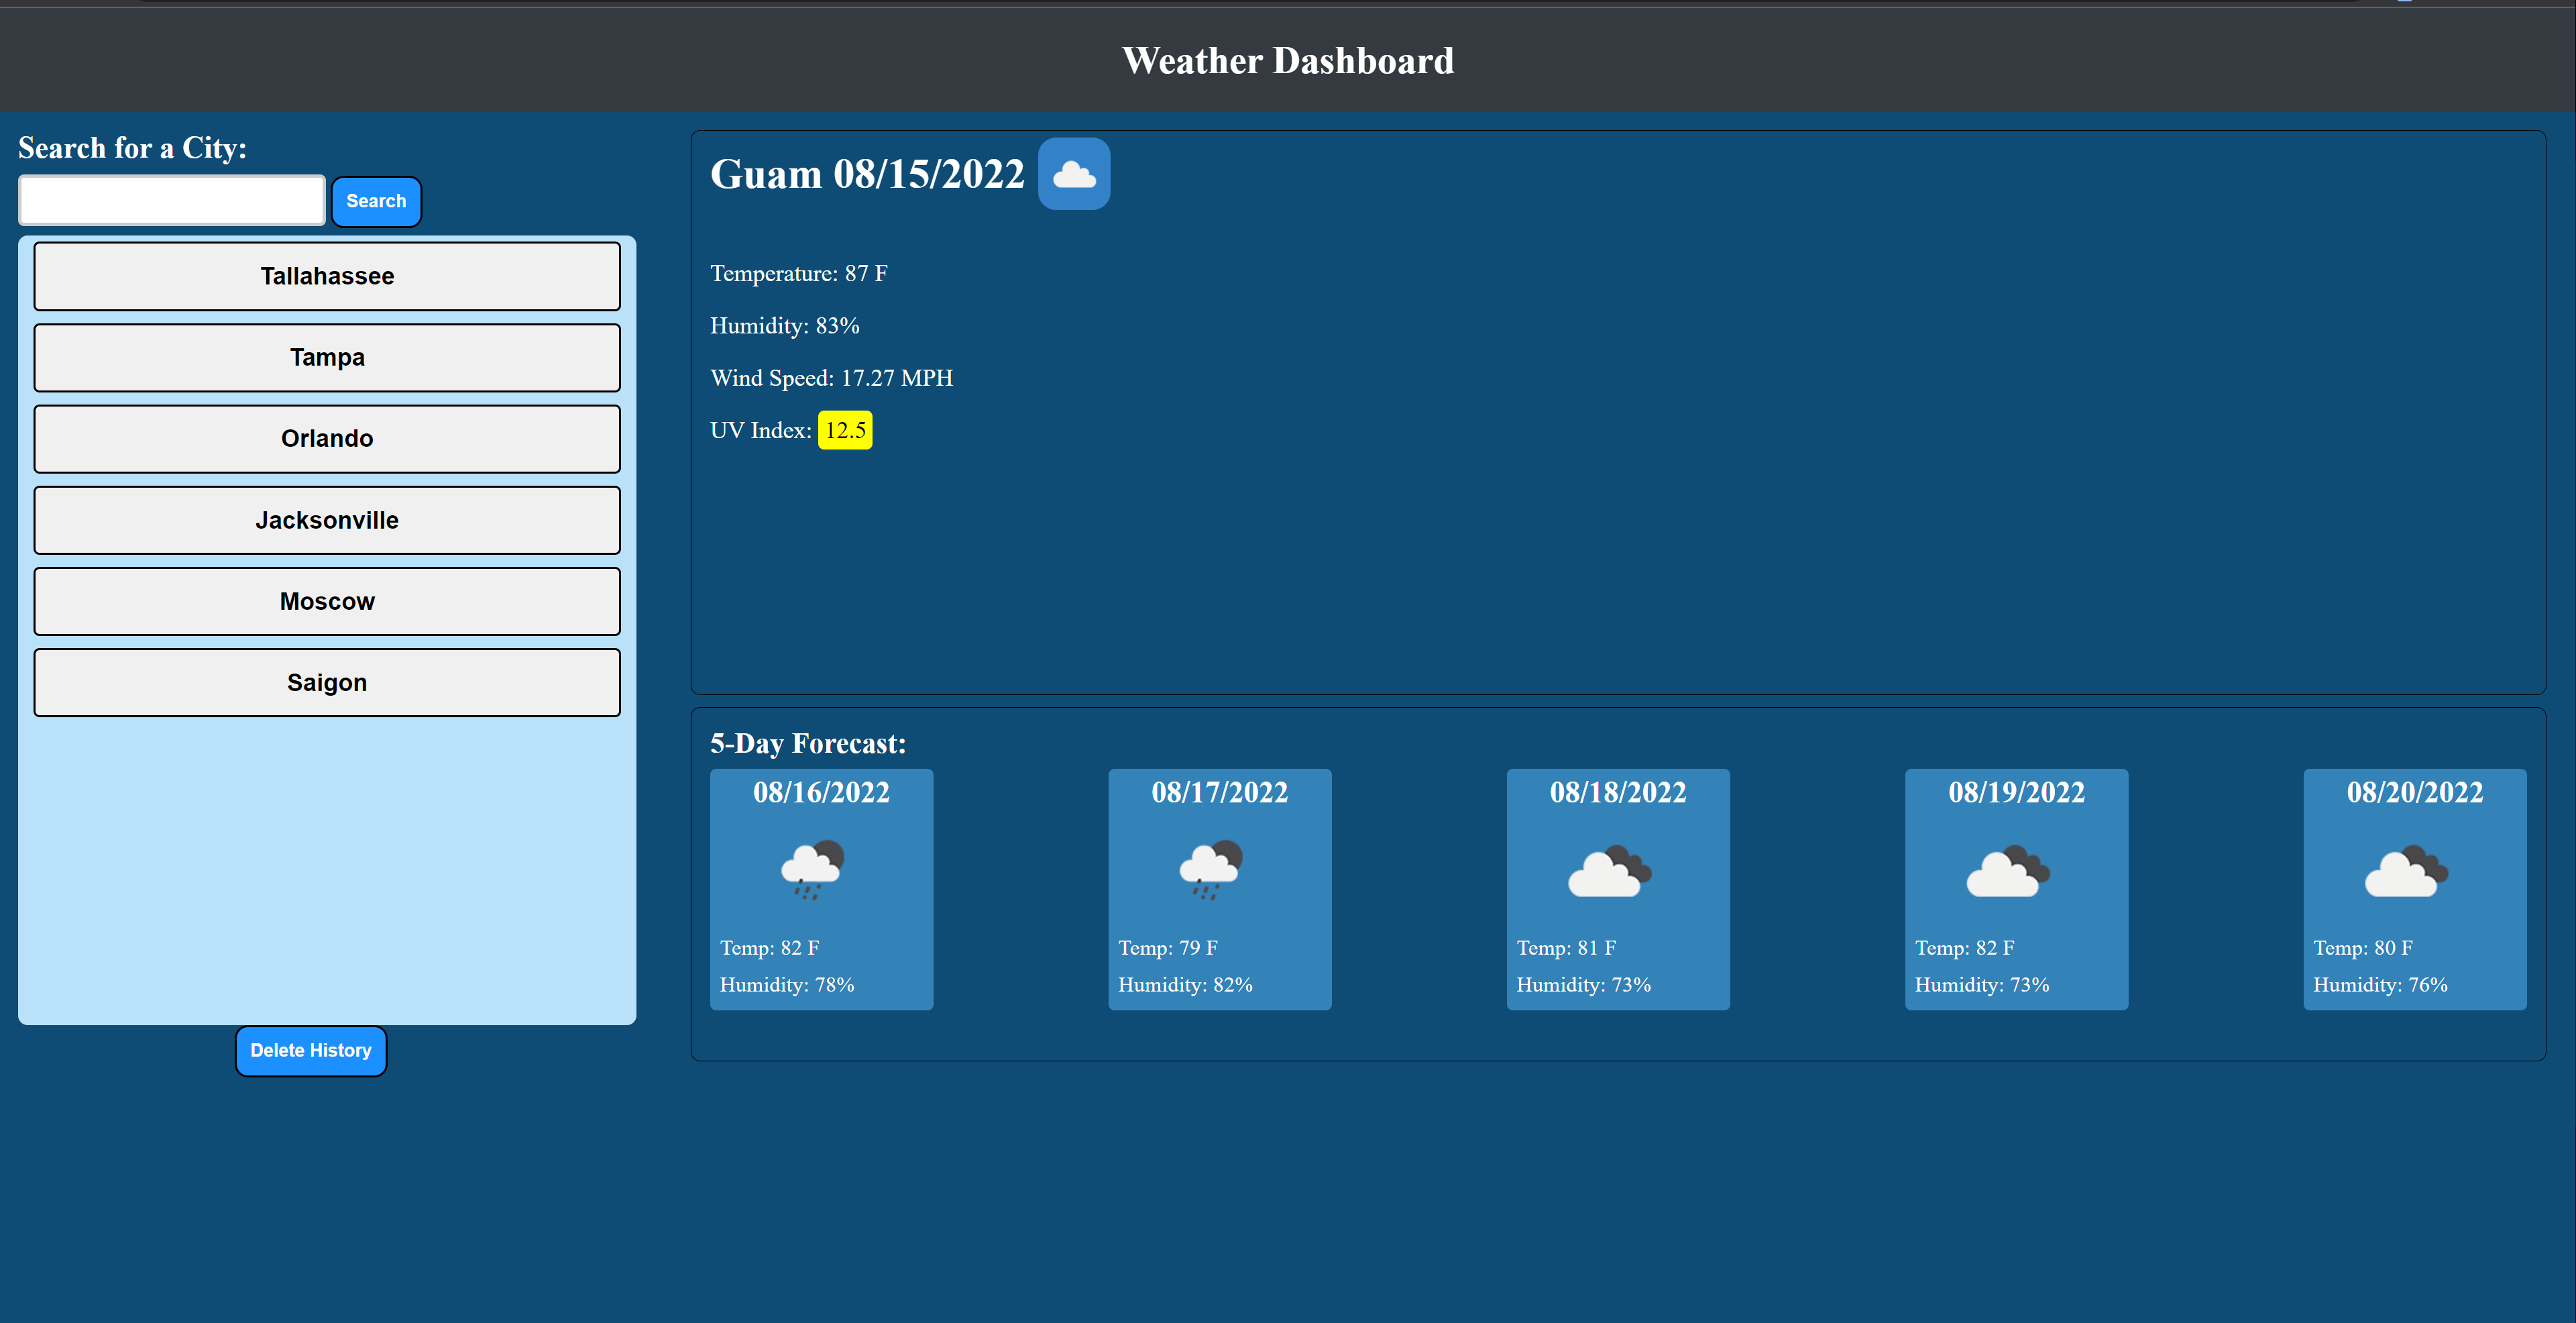 Weather Dashboard
Search for a City:
Search
Tallahassee
Tampa
Orlando
Jacksonville
Moscow
Saigon
Delete History
Guam 08/15/2022
Temperature: 87 F
Humidity: 83%
Wind Speed: 17.27 MPH
UV Index: 12.5
5-Day Forecast:
08/16/2022
Temp: 82 F
Humidity: 78%
08/17/2022
Temp: 79 F
Humidity: 82%
08/18/2022
Temp: 81 F
Humidity: 73%
08/19/2022
Temp: 82 F
Humidity: 73%
08/20/2022
Temp: 80 F
Humidity: 76%